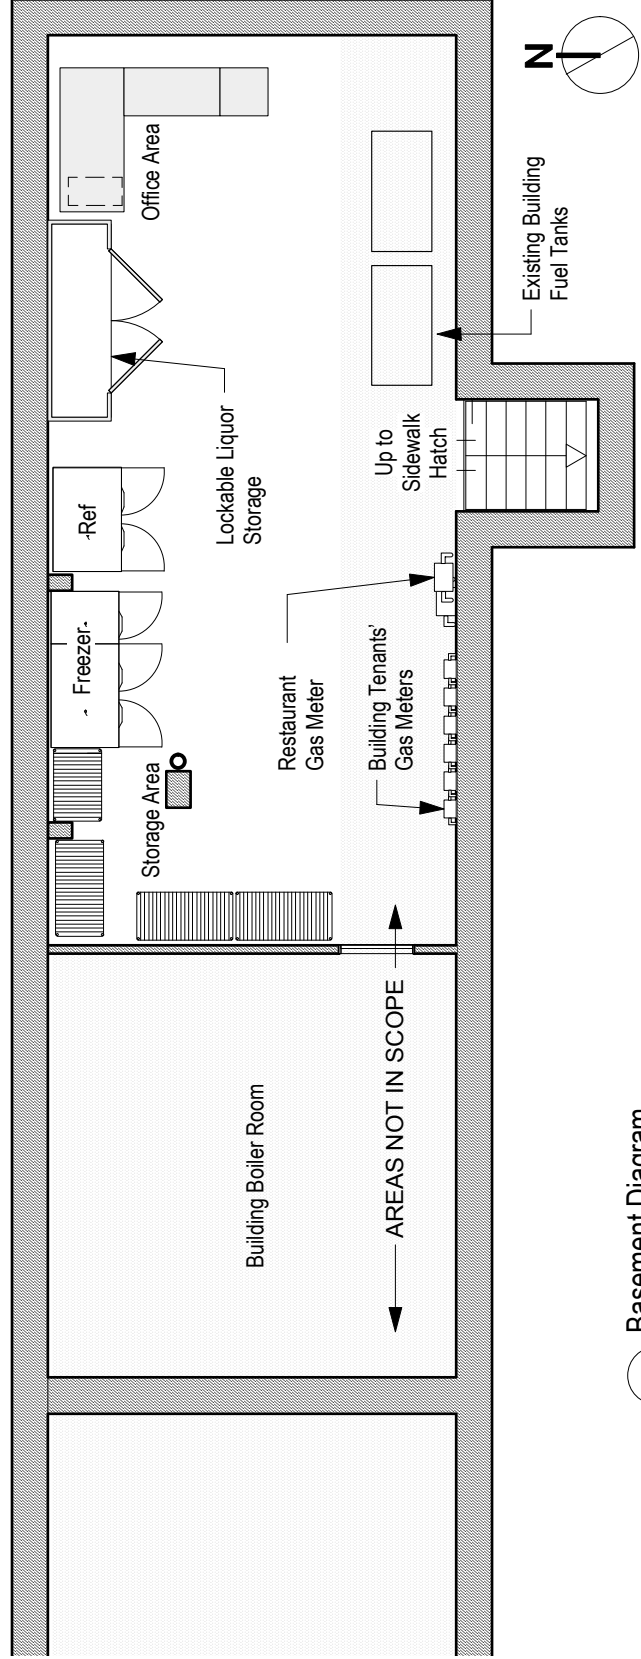 N
Office Area
Existing Building
Fuel Tanks
Lockable Liquor
Storage
Up to
Sidewalk
Hatch
Ref
Freezer
Restaurant
Gas Meter
Building Tenants'
Gas Meters
Storage Area
AREAS NOT IN SCOPE
Building Boiler Room
Basement Diagram